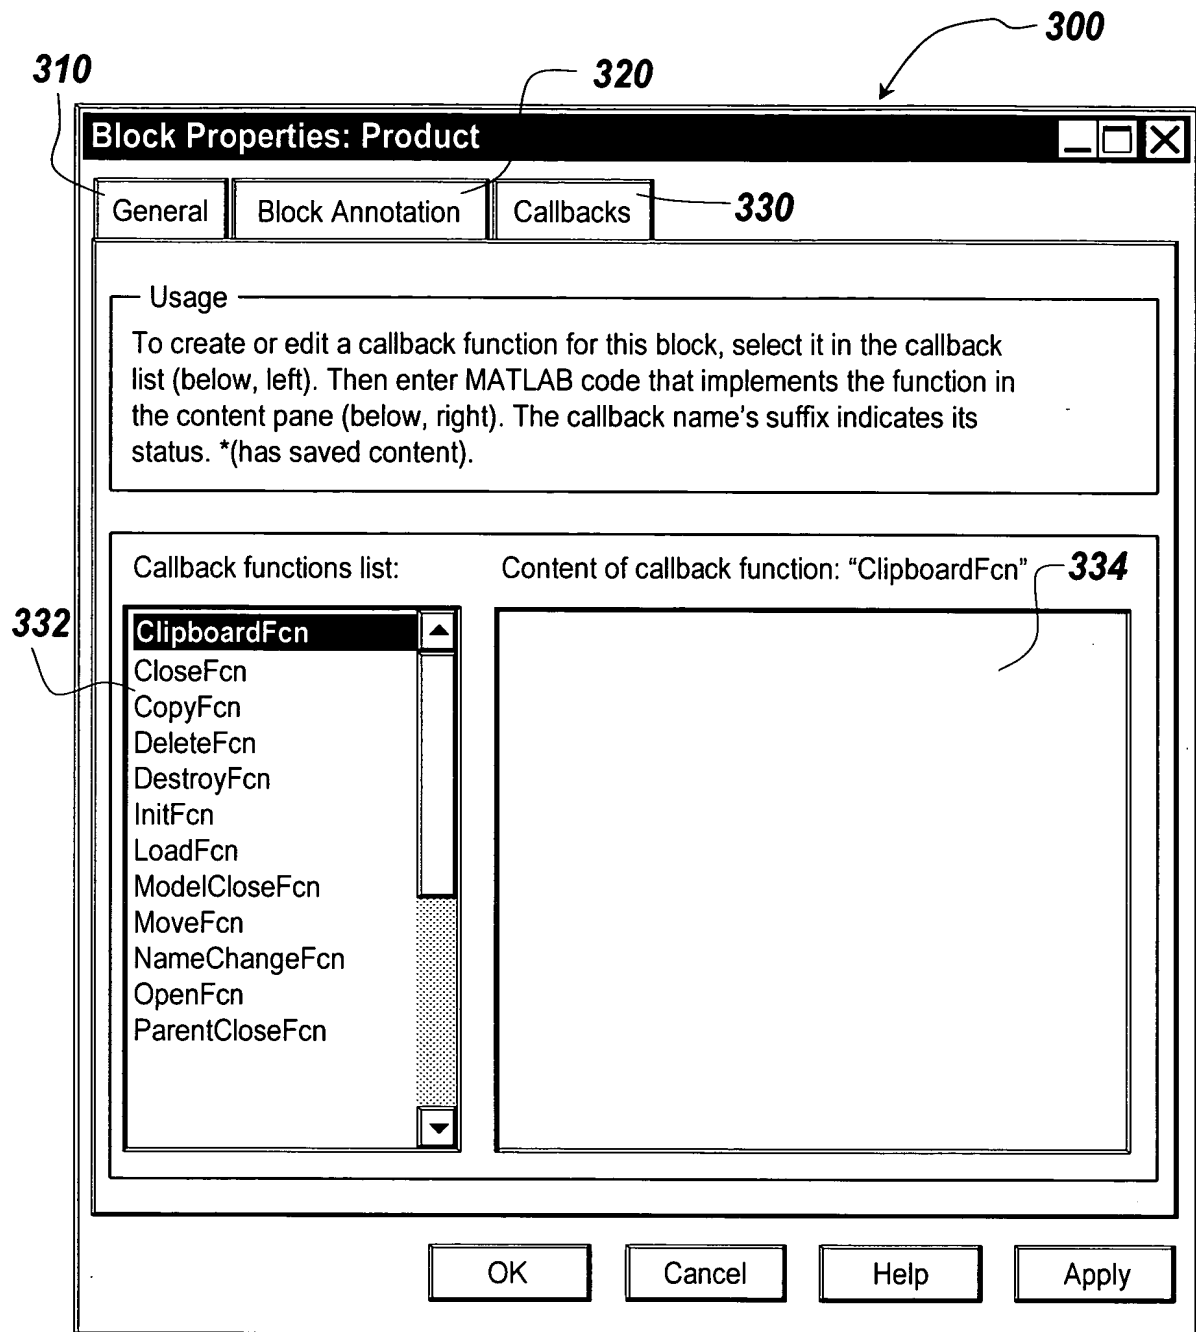 300
310
320
Block Properties: Product
General Block Annotation Callbacks 330
Usage
To create or edit a callback function for this block, select it in the callback
list (below, left). Then enter MATLAB code that implements the function in
the content pane (below, right). The callback name's suffix indicates its
status. *(has saved content).
Callback functions list:
Content of callback function: “ClipboardFcn” 334
332
ClipboardFcn
CloseFcn
CopyFcn
DeleteFcn
DestroyFcn
InitFcn
LoadFcn
ModelCloseFcn
MoveFcn
NameChangeFcn
OpenFcn
ParentCloseFcn
OK Cancel Help Apply